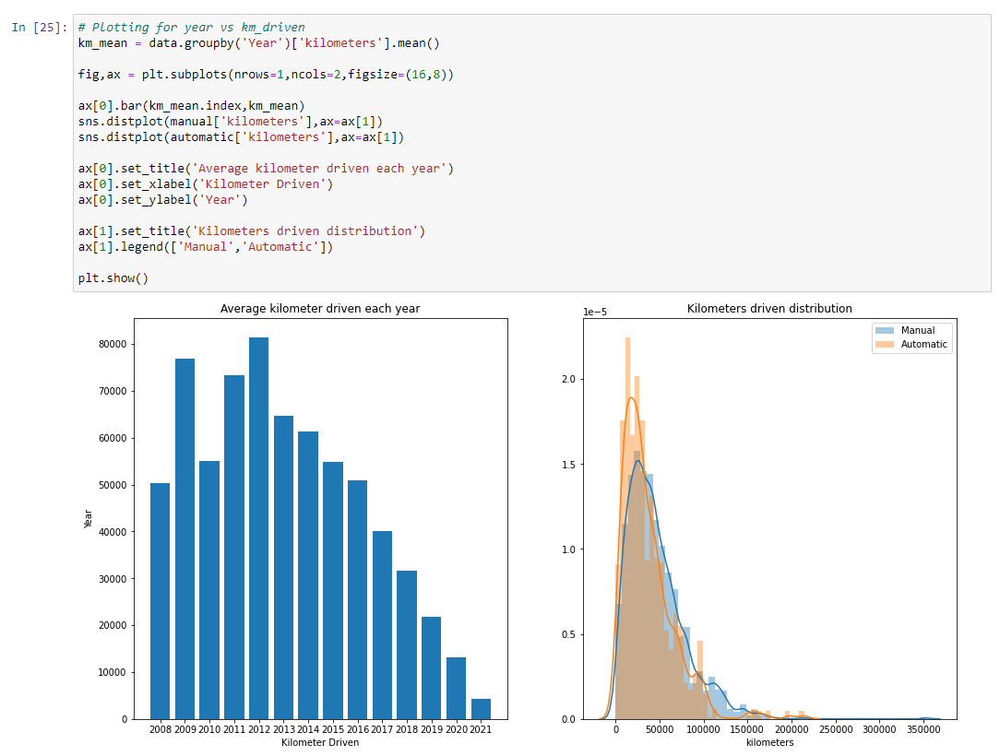 In [25]:
# Plotting for year vs km_driven
km_mean = data.groupby('Year')['kilometers'].mean()
fig,ax = plt.subplots(nrows=1,ncols=2,figsize=(16,8))
ax[0].bar(km_mean.index,km_mean)
sns.distplot(manual['kilometers'],ax=ax[1])
sns.distplot(automatic['kilometers'],ax=ax[1])
ax[0].set_title('Average kilometer driven each year')
ax[0].set_xlabel('Kilometer Driven')
ax[0].set_ylabel('Year')
ax[1].set_title('Kilometers driven distribution')
ax[1].legend(['Manual','Automatic'])
plt.show()
Average kilometer driven each year
80000
70000
60000
50000
40000
30000
20000
10000
0
Year
2008 2009 2010 2011 2012 2013 2014 2015 2016 2017 2018 2019 2020 2021
Kilometer Driven
Kilometers driven distribution
1e−5
Manual
Automatic
2.0
1.5
1.0
0.5
0.0
0 50000 100000 150000 200000 250000 300000 350000
kilometers